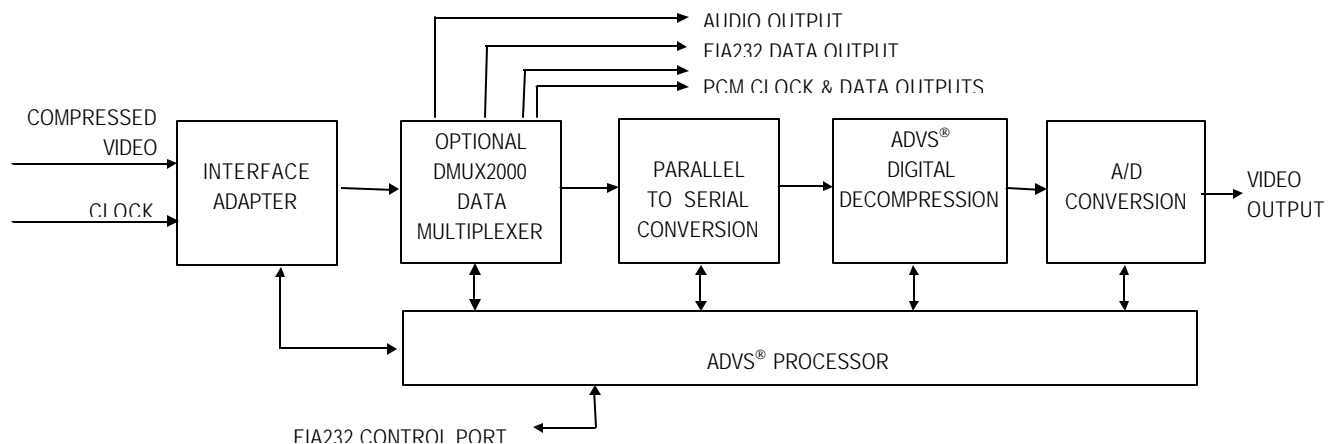 AUDIO OUTPUT
EIA232 DATA OUTPUT
PCM CLOCK & DATA OUTPUTS
COMPRESSED
VIDEO
CLOCK
INTERFACE
ADAPTER
OPTIONAL
DMUX2000
DATA
MULTIPLEXER
PARALLEL
TO SERIAL
CONVERSION
ADVS®
DIGITAL
DECOMPRESSION
A/D
CONVERSION
VIDEO
OUTPUT
ADVS® PROCESSOR
EIA232 CONTROL PORT